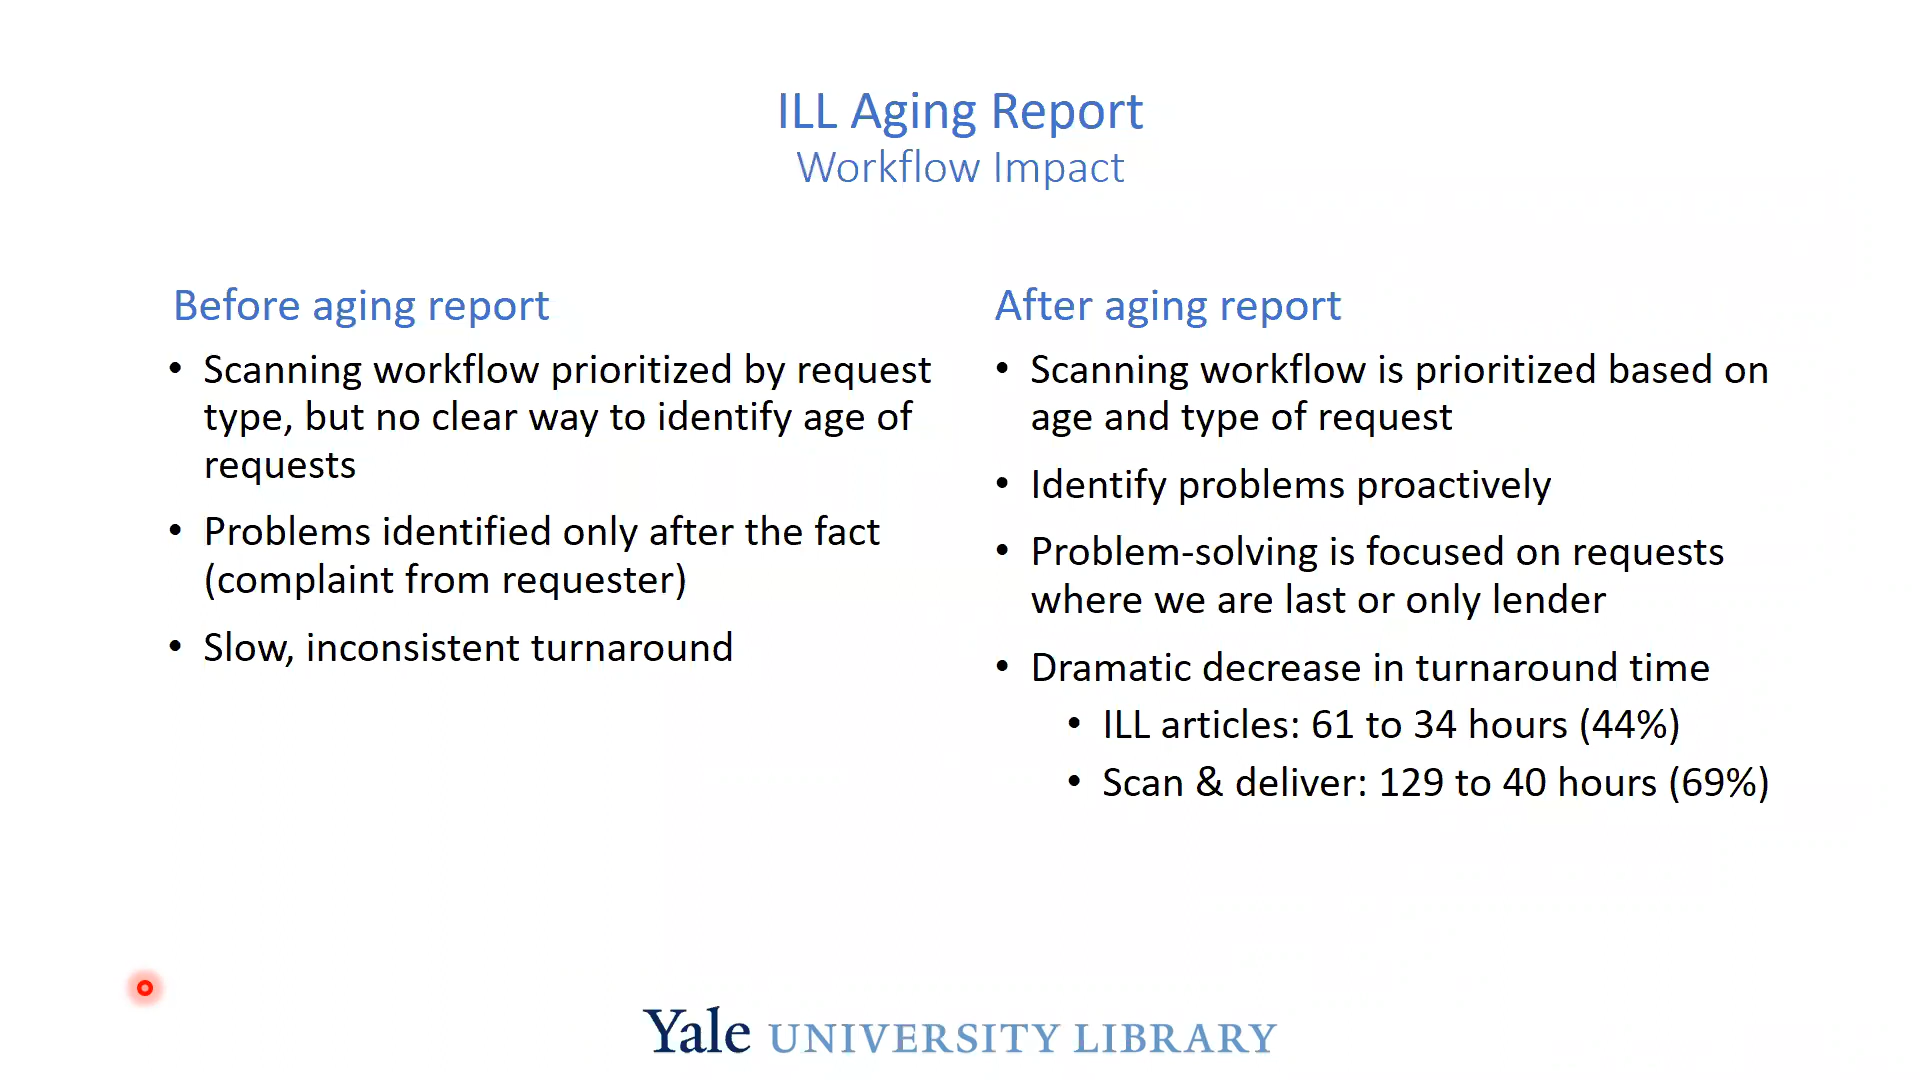 ILL Aging Report
Workflow Impact
Before aging report
• Scanning workflow prioritized by request
type, but no clear way to identify age of
requests
• Problems identified only after the fact
(complaint from requester)
• Slow, inconsistent turnaround
After aging report
• Scanning workflow is prioritized based on
age and type of request
• Identify problems proactively
• Problem-solving is focused on requests
where we are last or only lender
• Dramatic decrease in turnaround time
• ILL articles: 61 to 34 hours (44%)
• Scan & deliver: 129 to 40 hours (69%)
Yale UNIVERSITY LIBRARY